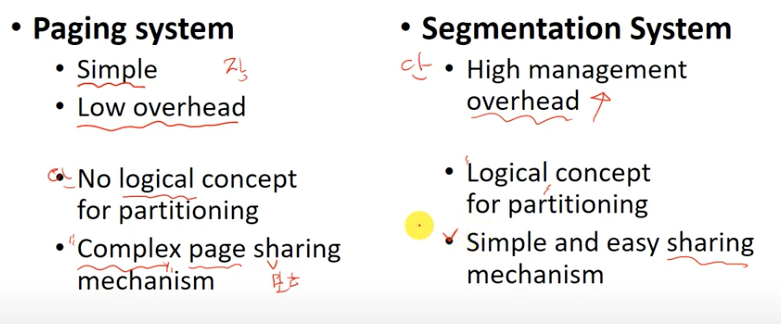 • Paging system
• Simple 장
• Low overhead
단 • No logical concept
for partitioning
• "Complex page sharing
mechanism
• Segmentation System
단 • High management
overhead ↑
• Logical concept
for partitioning
✓ • Simple and easy sharing
mechanism